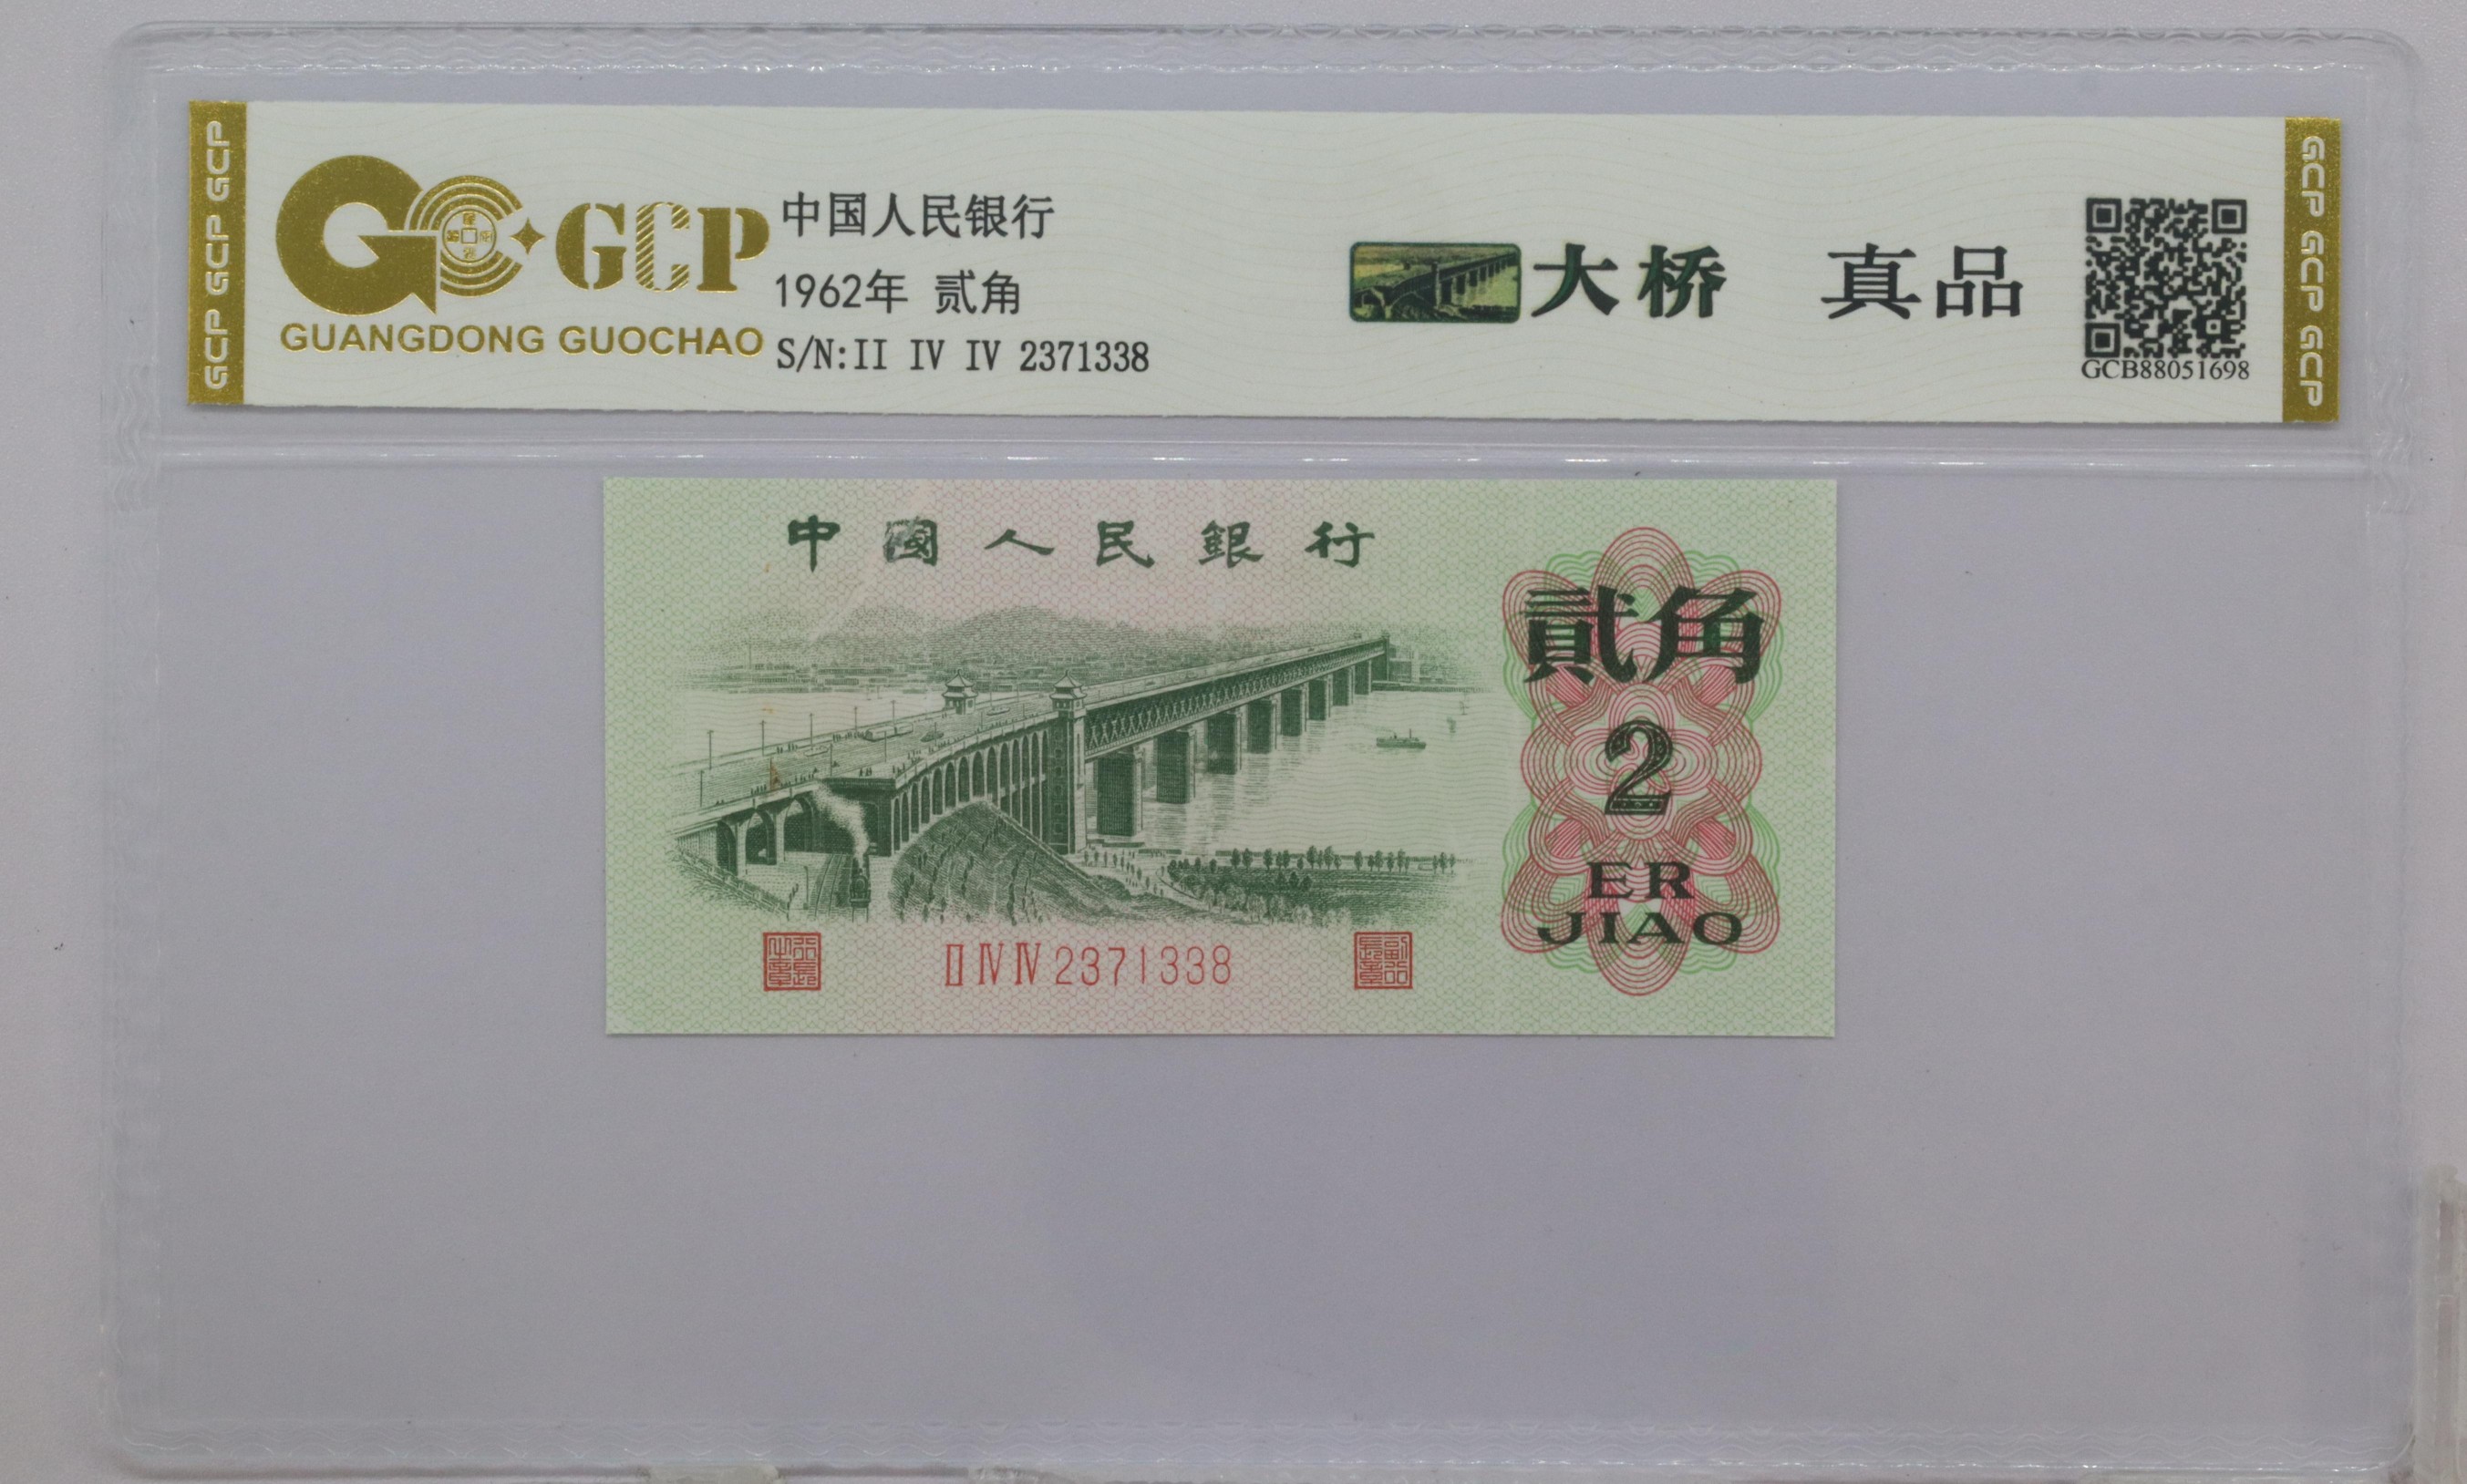 GCP GCP GCP
GCP
GUANGDONG GUOCHAO
中国人民银行
1962年 贰角
S/N:II IV IV 2371338
大桥 真品
GCB88051698
GCP GCP GCP
中國人民銀行
貳角
2
ER
JIAO
II IV IV 2371338